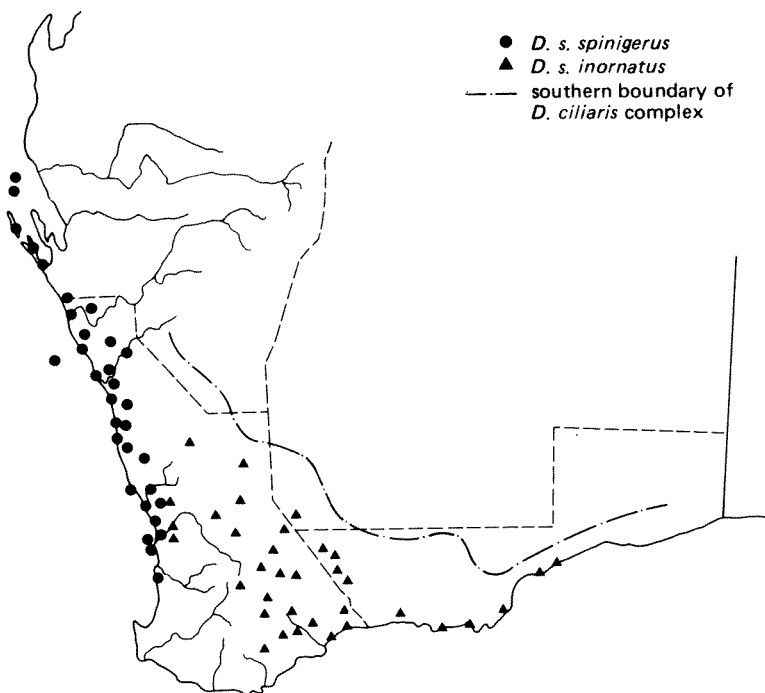 D. s. spinigerus
D. s. inornatus
southern boundary of
D. ciliaris complex